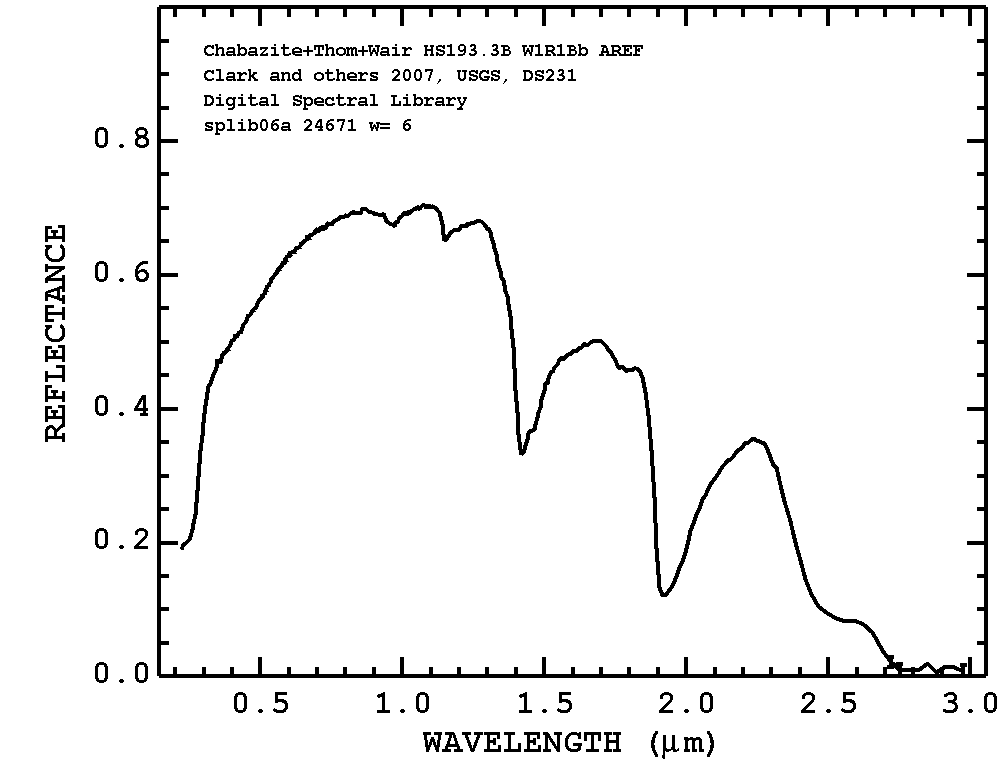 Chabazite+Thom+Wair HS193.3B W1R1Bb AREF
Clark and others 2007, USGS, DS231
Digital Spectral Library
splib06a 24671 w= 6
REFLECTANCE
0.8
0.6
0.4
0.2
0.0
0.5 1.0 1.5 2.0 2.5 3.0
WAVELENGTH (μm)